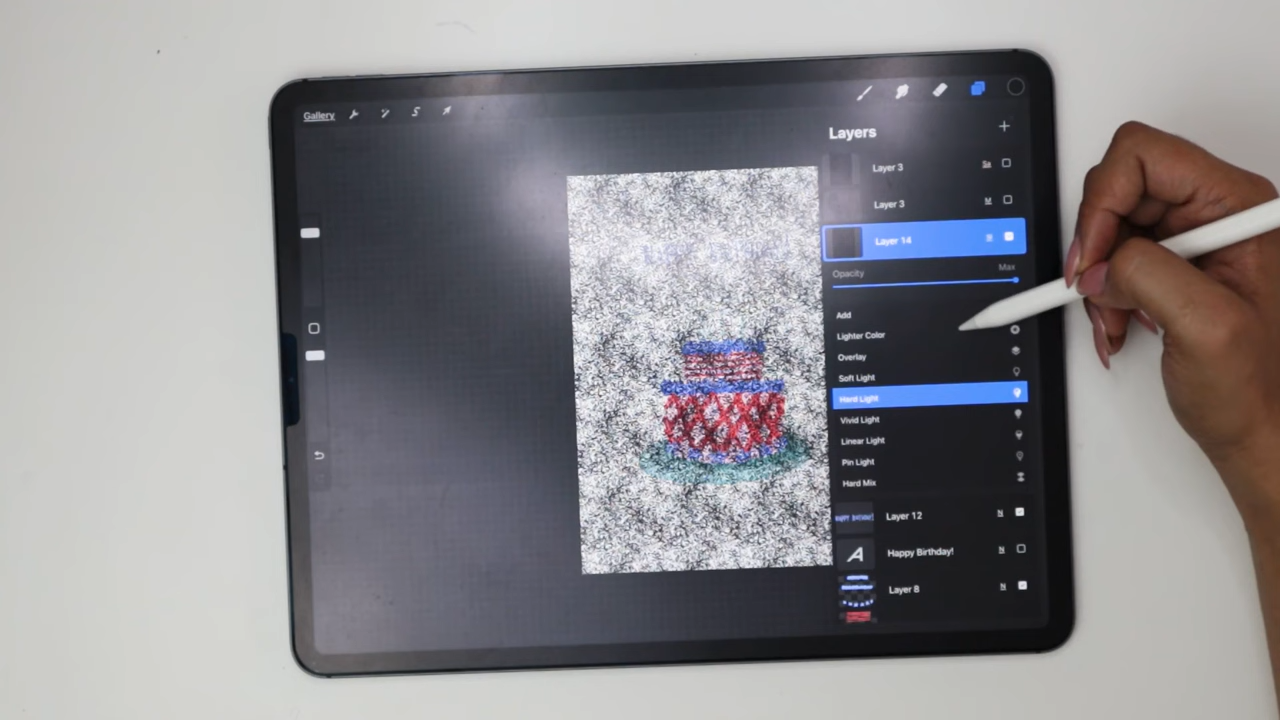 Gallery
Layers
Layer 3
Layer 3
M
Layer 14
Opacity Max
Add
Lighter Color
Overlay
Soft Light
Hard Light
Vivid Light
Linear Light
Pin Light
Hard Mix
Layer 12 N
A Happy Birthday! N
Layer 8 N